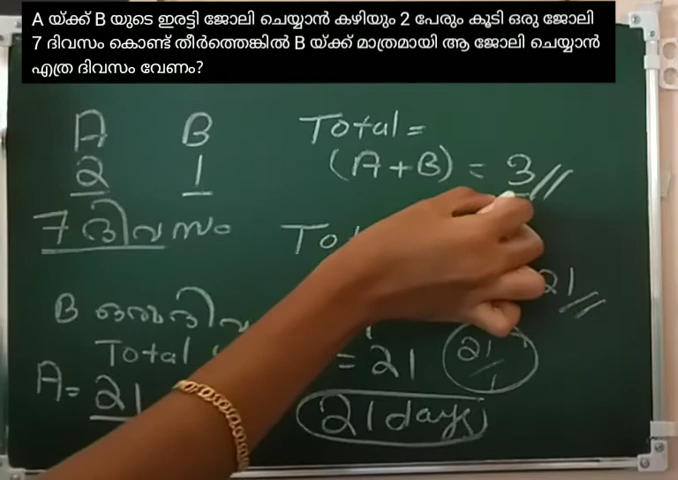 A യ്ക്ക് B യുടെ ഇരട്ടി ജോലി ചെയ്യാൻ കഴിയും 2 പേരും കൂടി ഒരു ജോലി
7 ദിവസം കൊണ്ട് തീർത്തെങ്കിൽ B യ്ക്ക് മാത്രമായി ആ ജോലി ചെയ്യാൻ
എത്ര ദിവസം വേണം?
A B Total =
2 1 (A+B) = 3
7 ദിവസം
21
B ഒരു
Total = 21 21/1
A = 21
21 days